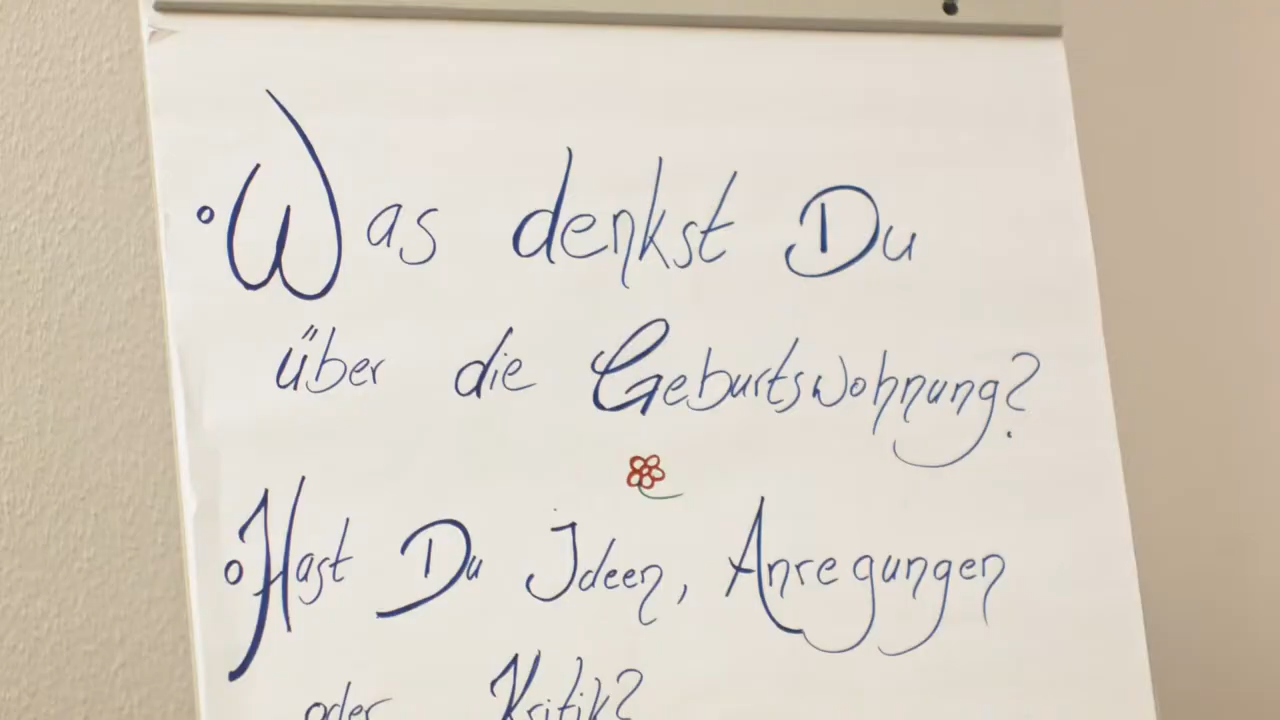 Was denkst Du
über die Geburtswohnung?
Hast Du Ideen, Anregungen
oder Kritik?